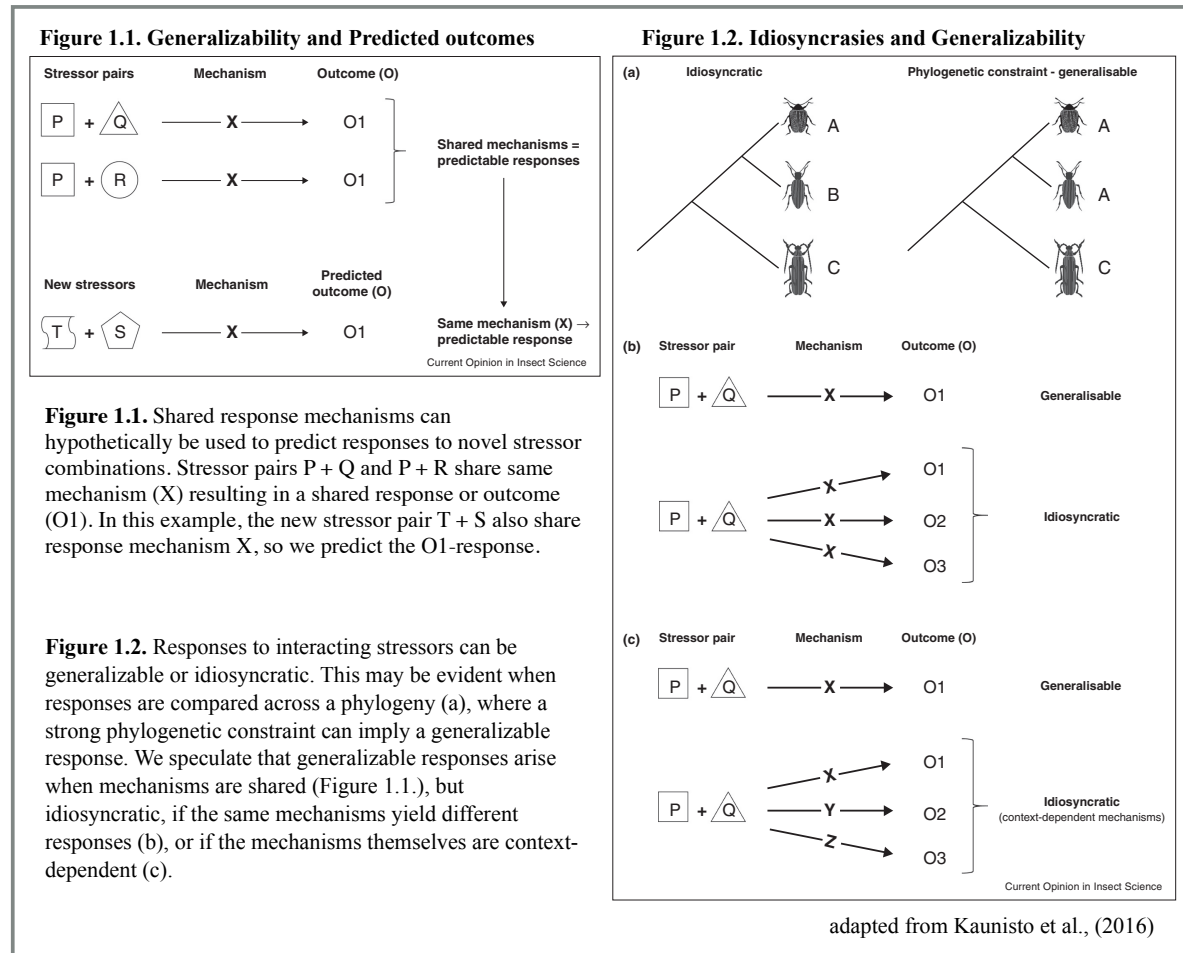 Figure 1.1. Generalizability and Predicted outcomes
Stressor pairs Mechanism Outcome (O)
P + Q X O1
P + R X O1
Shared mechanisms =
predictable responses
New stressors Mechanism Predicted
outcome (O)
T + S X O1
Same mechanism (X) →
predictable response
Current Opinion in Insect Science
Figure 1.1. Shared response mechanisms can
hypothetically be used to predict responses to novel stressor
combinations. Stressor pairs P + Q and P + R share same
mechanism (X) resulting in a shared response or outcome
(O1). In this example, the new stressor pair T + S also share
response mechanism X, so we predict the O1-response.
Figure 1.2. Responses to interacting stressors can be
generalizable or idiosyncratic. This may be evident when
responses are compared across a phylogeny (a), where a
strong phylogenetic constraint can imply a generalizable
response. We speculate that generalizable responses arise
when mechanisms are shared (Figure 1.1.), but
idiosyncratic, if the same mechanisms yield different
responses (b), or if the mechanisms themselves are context-
dependent (c).
Figure 1.2. Idiosyncrasies and Generalizability
(a) Idiosyncratic Phylogenetic constraint - generalisable
A A
B A
C C
(b) Stressor pair Mechanism Outcome (O)
P + Q X O1 Generalisable
X O1
P + Q X O2 Idiosyncratic
X O3
(c) Stressor pair Mechanism Outcome (O)
P + Q X O1 Generalisable
X O1
P + Q Y O2 Idiosyncratic
(context-dependent mechanisms)
Z O3
Current Opinion in Insect Science
adapted from Kaunisto et al., (2016)